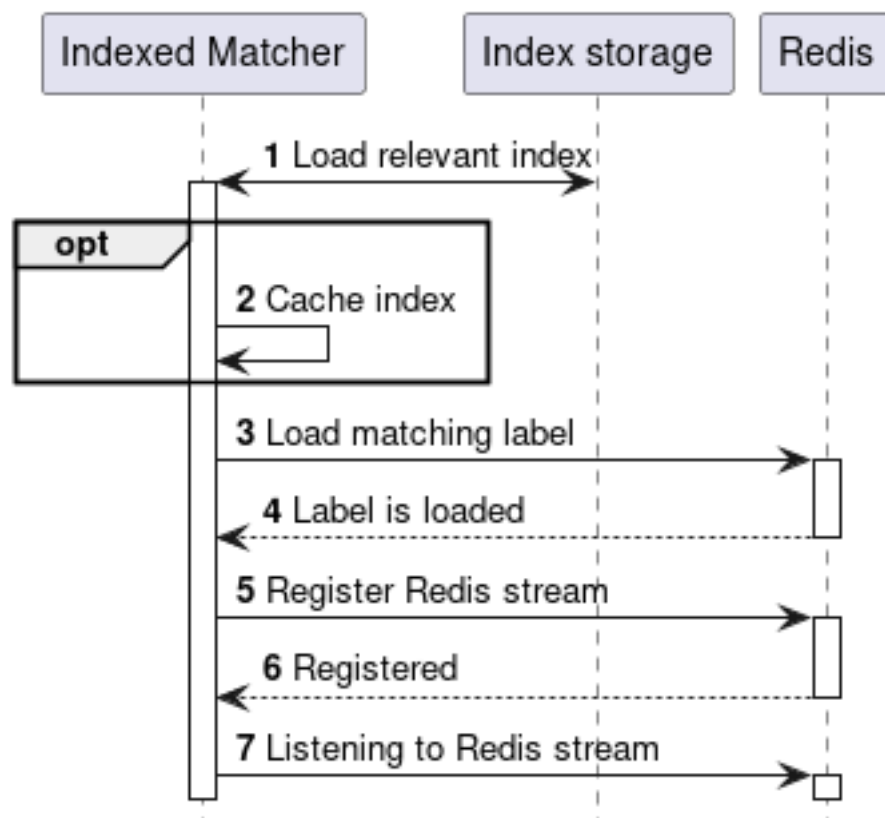 Indexed Matcher
Index storage
Redis
1 Load relevant index
opt
2 Cache index
3 Load matching label
4 Label is loaded
5 Register Redis stream
6 Registered
7 Listening to Redis stream